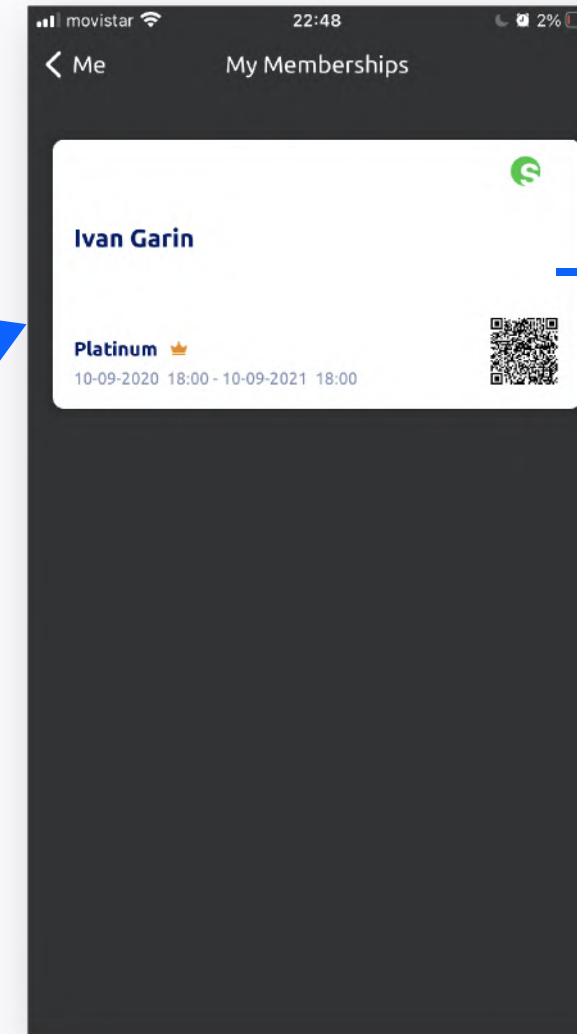 movistar 22:48 2%
Me My Memberships
S
Ivan Garin
Platinum
10-09-2020 18:00 - 10-09-2021 18:00